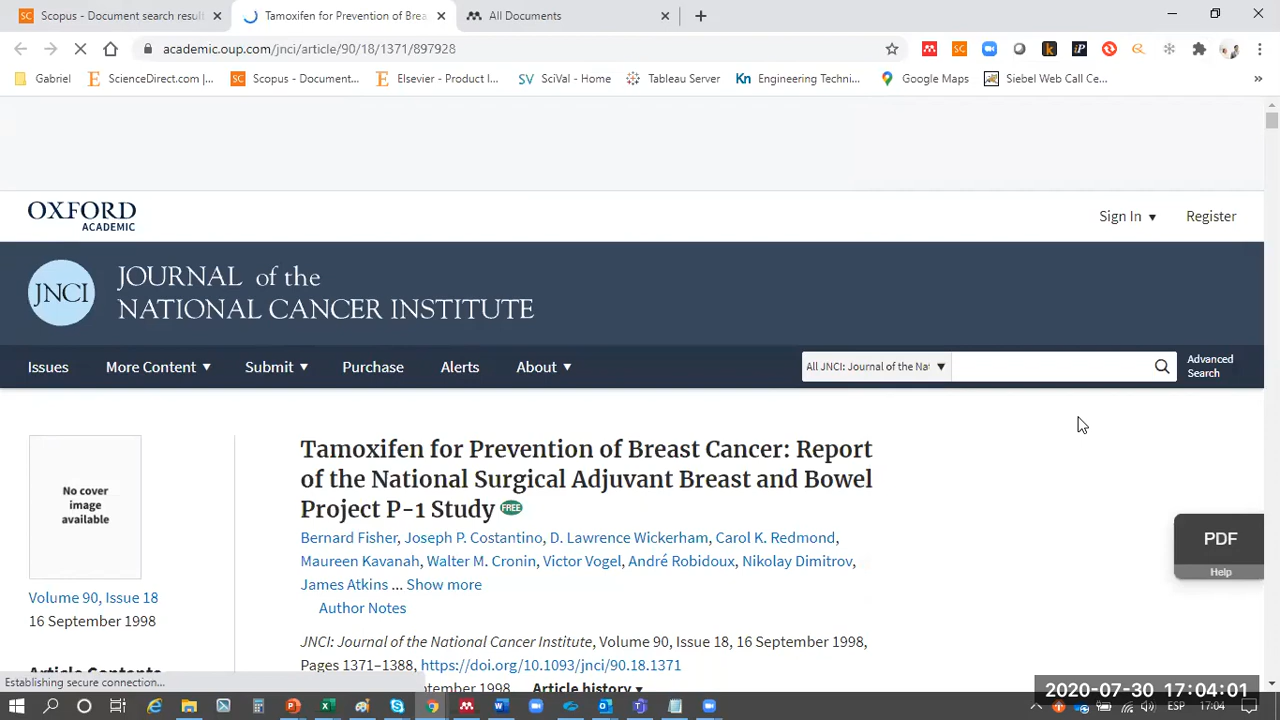 Scopus - Document search resul
Tamoxifen for Prevention of Brea
All Documents
academic.oup.com/jnci/article/90/18/1371/897928
Gabriel
ScienceDirect.com |...
Scopus - Document...
Elsevier - Product I...
SV SciVal - Home
Tableau Server
Kn Engineering Techni...
Google Maps
Siebel Web Call Ce...
»
OXFORD
ACADEMIC
Sign In
Register
JNCI
JOURNAL of the
NATIONAL CANCER INSTITUTE
Issues
More Content
Submit
Purchase
Alerts
About
All JNCI: Journal of the Nat
Advanced
Search
No cover
image
available
Volume 90, Issue 18
16 September 1998
Article Contents
Tamoxifen for Prevention of Breast Cancer: Report
of the National Surgical Adjuvant Breast and Bowel
Project P-1 Study FREE
Bernard Fisher, Joseph P. Costantino, D. Lawrence Wickerham, Carol K. Redmond,
Maureen Kavanah, Walter M. Cronin, Victor Vogel, André Robidoux, Nikolay Dimitrov,
James Atkins ... Show more
Author Notes
JNCI: Journal of the National Cancer Institute, Volume 90, Issue 18, 16 September 1998,
Pages 1371–1388, https://doi.org/10.1093/jnci/90.18.1371
tember 1998 Article history
PDF
Help
Establishing secure connection...
2020-07-30 17:04:01
ESP
17:04